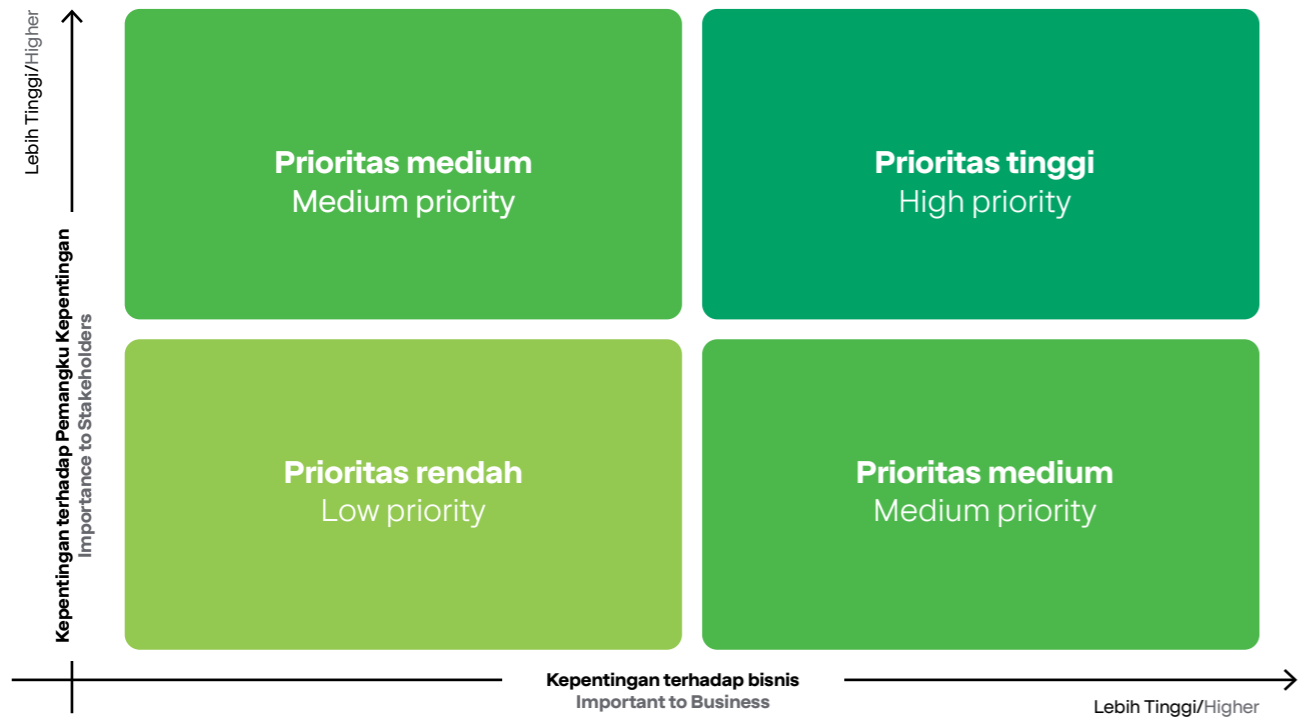 Lebih Tinggi/Higher
Kepentingan terhadap Pemangku Kepentingan
Importance to Stakeholders
Prioritas medium
Medium priority
Prioritas tinggi
High priority
Prioritas rendah
Low priority
Prioritas medium
Medium priority
Kepentingan terhadap bisnis
Important to Business
Lebih Tinggi/Higher